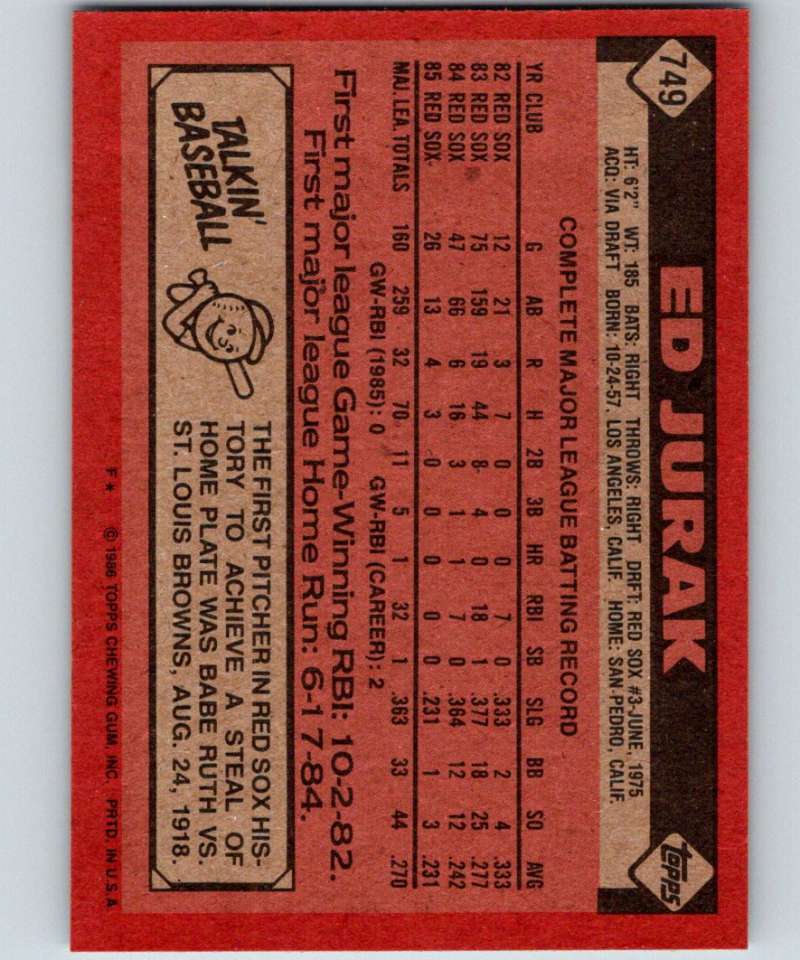 749
ED JURAK
TOPPS
HT: 6'2" WT: 185 BATS: RIGHT THROWS: RIGHT DRFT: RED SOX #3-JUNE, 1975
ACQ: VIA DRAFT BORN: 10-24-57, LOS ANGELES, CALIF. HOME: SAN PEDRO, CALIF.
COMPLETE MAJOR LEAGUE BATTING RECORD
YR CLUB G AB R H 2B 3B HR RBI SB SLG BB SO AVG
82 RED SOX 12 21 3 7 0 0 0 7 0 .333 2 4 .333
83 RED SOX 75 159 19 44 8 4 0 18 1 .377 18 25 .277
84 RED SOX 47 66 6 16 3 1 1 7 0 .364 12 12 .242
85 RED SOX 26 13 4 3 0 0 0 0 0 .231 1 3 .231
MAJ. LEA. TOTALS 160 259 32 70 11 5 1 32 1 .363 33 44 .270
GW-RBI (1985): 0 GW-RBI (CAREER): 2
First major league Game-Winning RBI: 10-2-82.
First major league Home Run: 6-17-84.
TALKIN'
BASEBALL
THE FIRST PITCHER IN RED SOX HIS-
TORY TO ACHIEVE A STEAL OF
HOME PLATE WAS BABE RUTH VS.
ST. LOUIS BROWNS, AUG. 24, 1918.
F* © 1986 TOPPS CHEWING GUM, INC. PRTD. IN U.S.A.